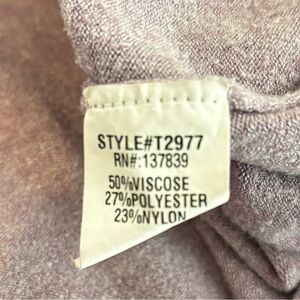 STYLE#T2977
RN#:137839
50%VISCOSE
27%POLYESTER
23%NYLON